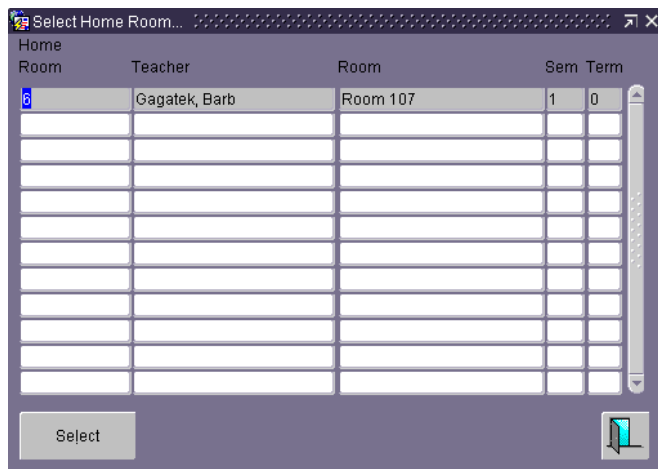 Select Home Room...
Home
Room Teacher Room Sem Term
6 Gagatek, Barb Room 107 1 0
Select